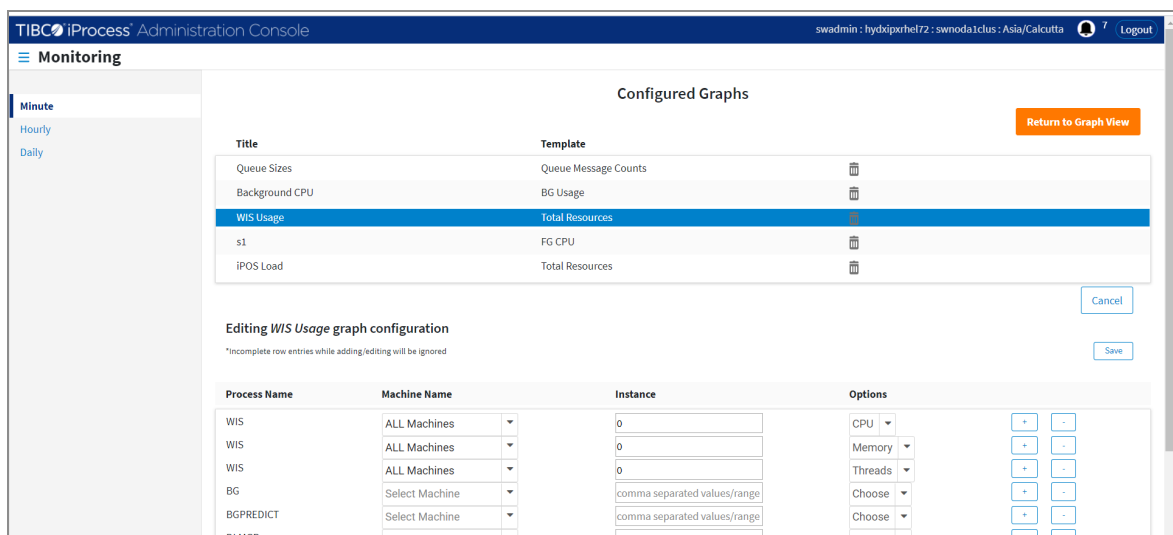 TIBCO iProcess® Administration Console swadmin : hydxipxrhel72 : swnoda1clus : Asia/Calcutta 7 Logout
≡ Monitoring
Configured Graphs
Minute
Return to Graph View
Hourly
Daily
Title Template
Queue Sizes Queue Message Counts
Background CPU BG Usage
WIS Usage Total Resources
s1 FG CPU
iPOS Load Total Resources
Cancel
Editing WIS Usage graph configuration
*Incomplete row entries while adding/editing will be ignored Save
Process Name Machine Name Instance Options
WIS ALL Machines 0 CPU + -
WIS ALL Machines 0 Memory + -
WIS ALL Machines 0 Threads + -
BG Select Machine comma separated values/range Choose + -
BGPREDICT Select Machine comma separated values/range Choose + -